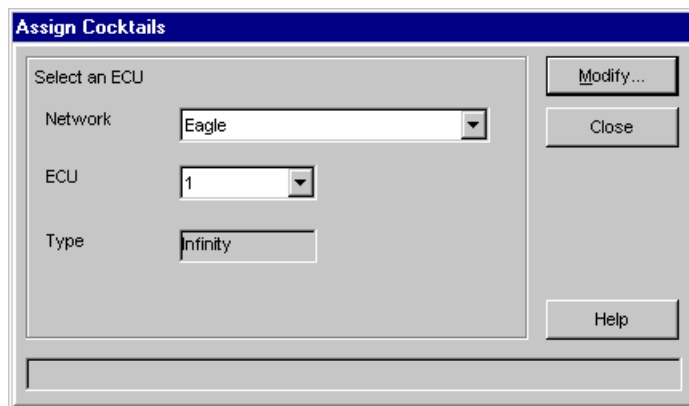 Assign Cocktails
Select an ECU
Modify...
Network
Eagle
Close
ECU
1
Type
Infinity
Help